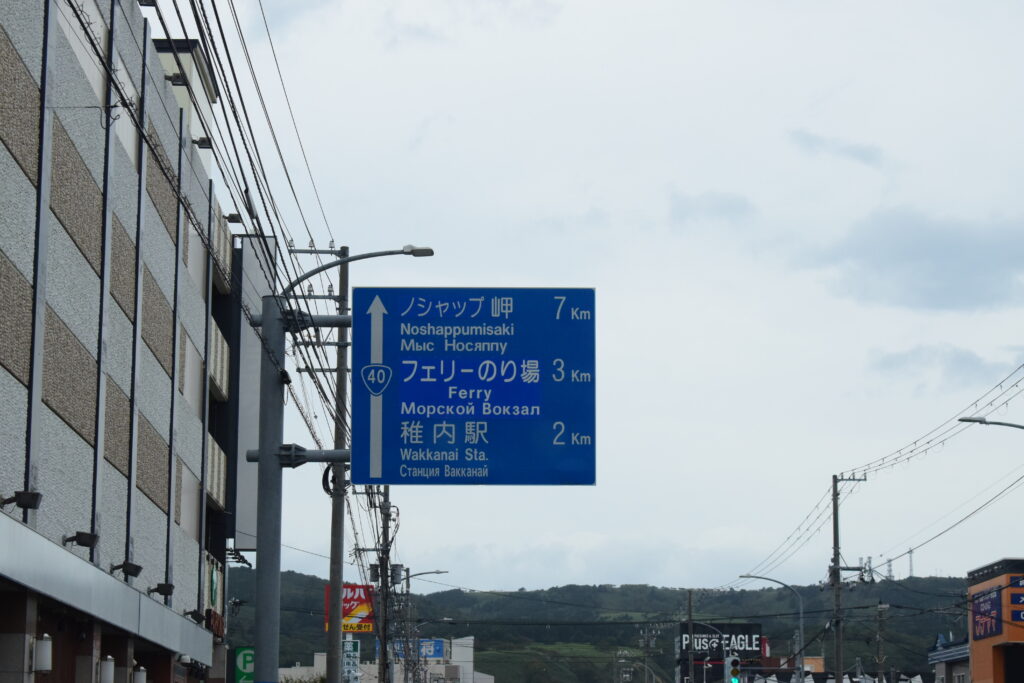 ノシャップ 岬 7 Km
Noshappumisaki
Мыс Носяппу
40
フェリーのり場 3 Km
Ferry
Морской Вокзал
稚内駅 2 Km
Wakkanai Sta.
Станция Вакканай
P
PLUS EAGLE